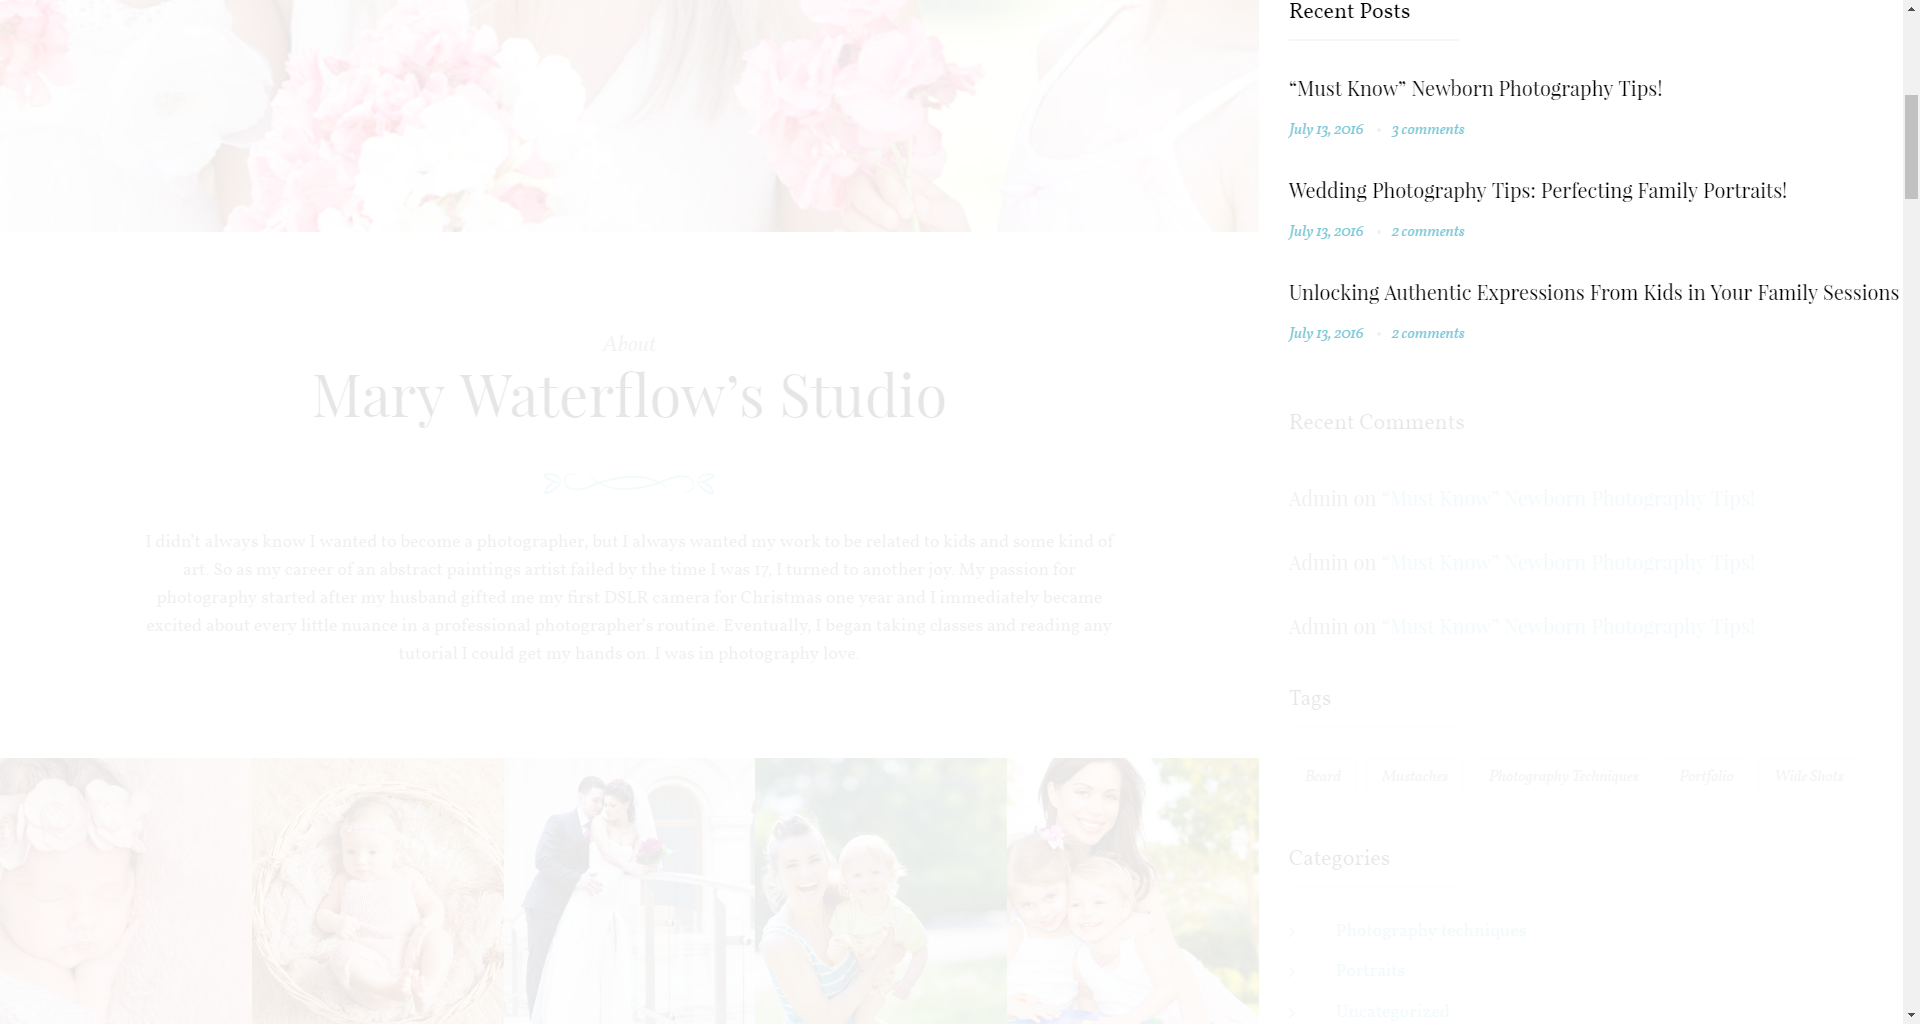 Recent Posts
“Must Know” Newborn Photography Tips!
July 13, 2016 • 3 comments
Wedding Photography Tips: Perfecting Family Portraits!
July 13, 2016 • 2 comments
Unlocking Authentic Expressions From Kids in Your Family Sessions
July 13, 2016 • 2 comments
About
Mary Waterflow’s Studio
I didn’t always know I wanted to become a photographer, but I always wanted my work to be related to kids and some kind of
art. So as my career of an abstract paintings artist failed by the time I was 17, I turned to another joy. My passion for
photography started after my husband gifted me my first DSLR camera for Christmas one year and I immediately became
excited about every little nuance in a professional photographer’s routine. Eventually, I began taking classes and reading any
tutorial I could get my hands on. I was in photography love.
Recent Comments
Admin on “Must Know” Newborn Photography Tips!
Admin on “Must Know” Newborn Photography Tips!
Admin on “Must Know” Newborn Photography Tips!
Tags
Beard Mustaches Photography Techniques Portfolio Wide Shots
Categories
Photography techniques
Portraits
Uncategorized